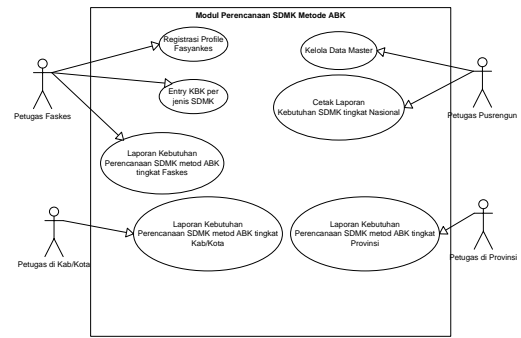 Modul Perencanaan SDMK Metode ABK
Registrasi Profile
Fasyankes
Kelola Data Master
Entry KBK per
jenis SDMK
Cetak Laporan
Kebutuhan SDMK tingkat Nasional
Petugas Faskes
Petugas Pusrengun
Laporan Kebutuhan
Perencanaan SDMK metod ABK
tingkat Faskes
Laporan Kebutuhan
Perencanaan SDMK metod ABK tingkat
Kab/Kota
Laporan Kebutuhan
Perencanaan SDMK metod ABK tingkat
Provinsi
Petugas di Kab/Kota
Petugas di Provinsi